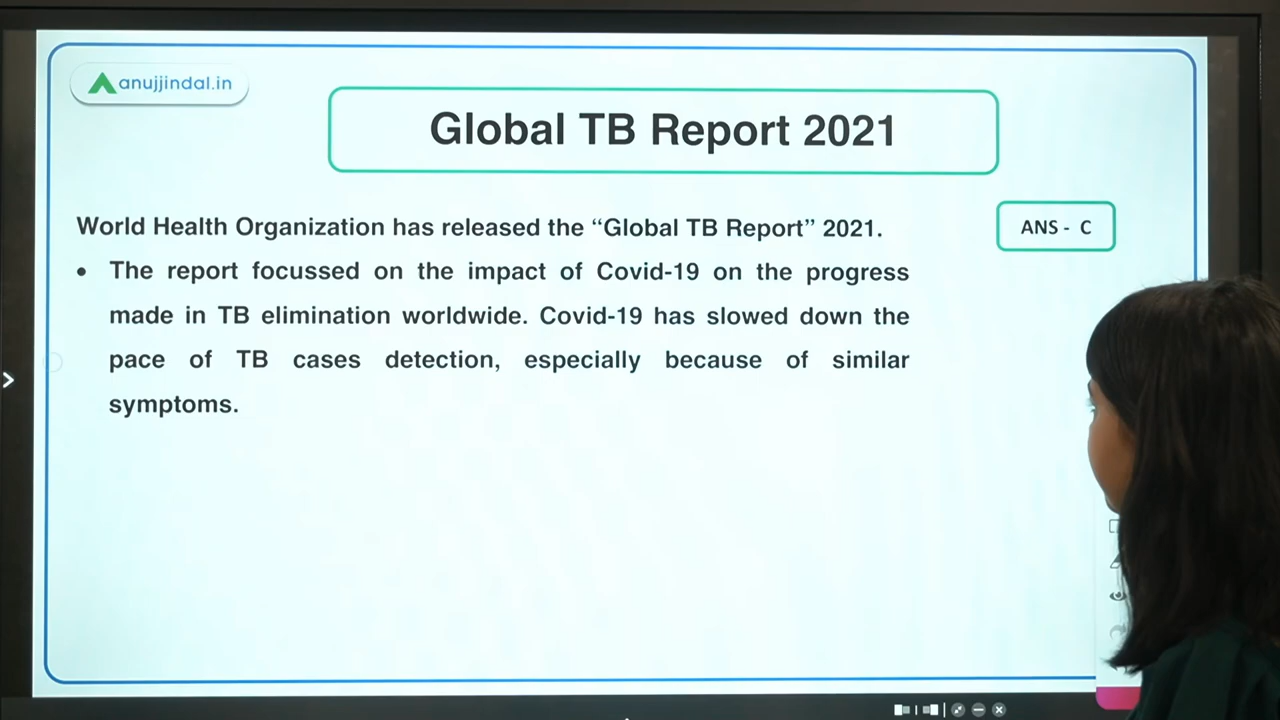 anujjindal.in
Global TB Report 2021
World Health Organization has released the “Global TB Report” 2021.
ANS - C
• The report focussed on the impact of Covid-19 on the progress
made in TB elimination worldwide. Covid-19 has slowed down the
pace of TB cases detection, especially because of similar
symptoms.